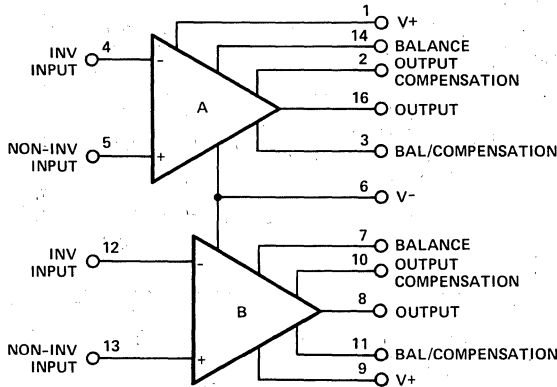 1 V+
INV
INPUT
4
14 BALANCE
2 OUTPUT
COMPENSATION
-
A
16 OUTPUT
NON-INV
INPUT
5
+
3 BAL/COMPENSATION
6 V-
7 BALANCE
INV
INPUT
12
10 OUTPUT
COMPENSATION
-
B
8 OUTPUT
NON-INV
INPUT
13
+
11 BAL/COMPENSATION
9 V+